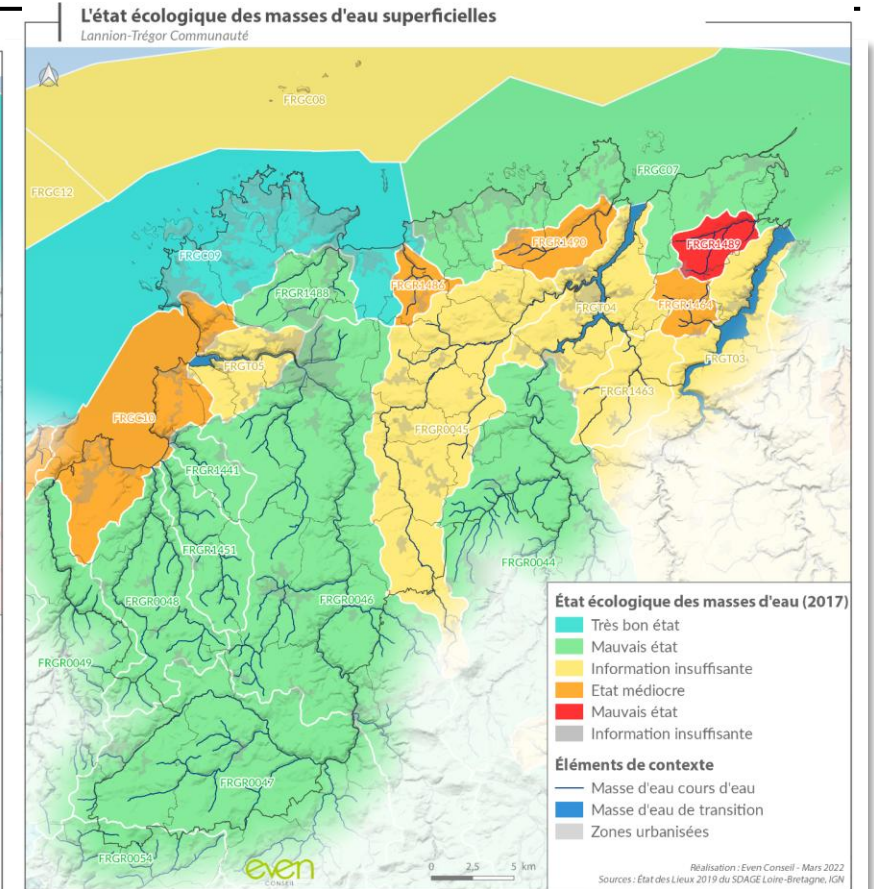 L'état écologique des masses d'eau superficielles
Lannion-Trégor Communauté
FRGC08
FRGC12
FRGC07
FRGC09
FRGR1490
FRGR1489
FRGR1488
FRGR1486
FRGT04
FRGR1464
FRGT05
FRGT03
FRGR1463
FRGC10
FRGR0045
FRGR1441
FRGR1451
FRGR0044
FRGR0048
FRGR0046
FRGR0049
FRGR0047
FRGR0054
État écologique des masses d'eau (2017)
Très bon état
Mauvais état
Information insuffisante
Etat médiocre
Mauvais état
Information insuffisante
Éléments de contexte
Masse d'eau cours d'eau
Masse d'eau de transition
Zones urbanisées
even
CONSEIL
0 2,5 5 km
Réalisation : Even Conseil - Mars 2022
Sources : État des Lieux 2019 du SDAGE Loire-Bretagne, IGN